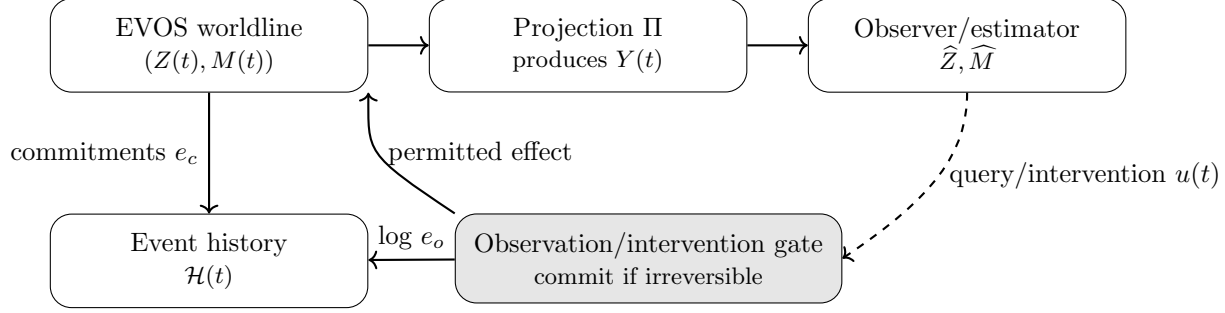 EVOS worldline
(Z(t), M(t))
Projection Π
produces Y(t)
Observer/estimator
Ẑ, M̂
commitments e_c
permitted effect
query/intervention u(t)
Event history
ℋ(t)
log e_o
Observation/intervention gate
commit if irreversible